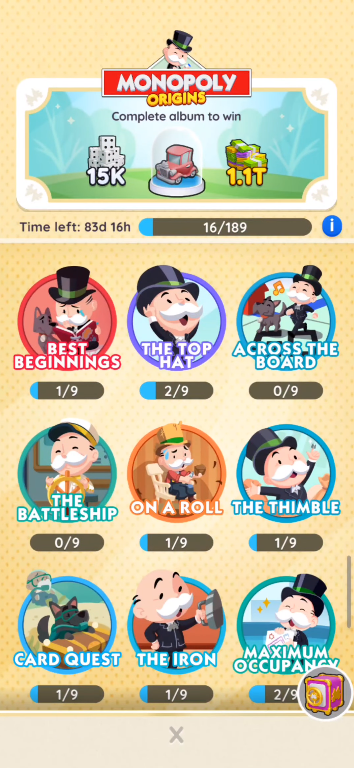 MONOPOLY
ORIGINS
Complete album to win
15K
1.1T
Time left: 83d 16h
16/189
i
BEST
BEGINNINGS
THE TOP
HAT
ACROSS THE
BOARD
1/9
2/9
0/9
THE
BATTLESHIP
ON A ROLL
THE THIMBLE
0/9
1/9
1/9
CARD QUEST
THE IRON
MAXIMUM
OCCUPANCY
1/9
1/9
2/9
X